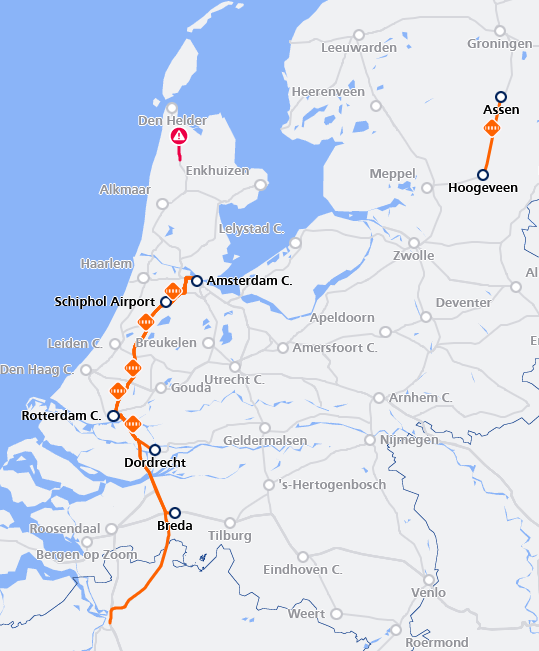 Leeuwarden
Groningen
Heerenveen
Assen
Den Helder
Enkhuizen
Meppel
Hoogeveen
Alkmaar
Lelystad C.
Zwolle
Haarlem
Amsterdam C.
Al
Schiphol Airport
Deventer
Apeldoorn
Leiden C.
Breukelen
Amersfoort C.
En
Den Haag C.
Utrecht C.
Gouda
Arnhem C.
Rotterdam C.
Geldermalsen
Nijmegen
Dordrecht
's-Hertogenbosch
Roosendaal
Breda
Tilburg
Bergen op Zoom
Eindhoven C.
Venlo
Weert
Roermond